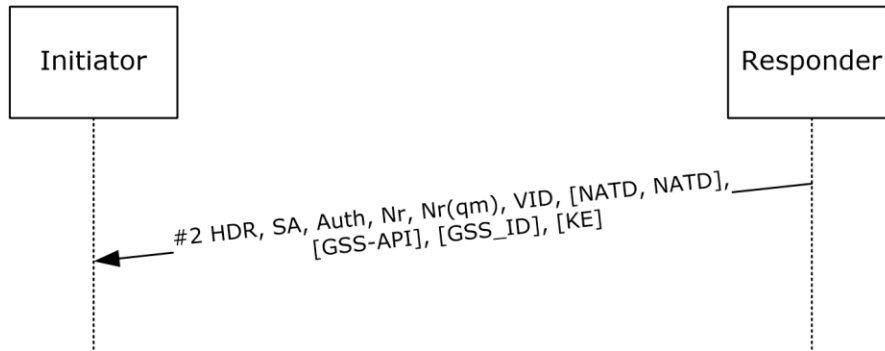 Initiator
Responder
#2 HDR, SA, Auth, Nr, Nr(qm), VID, [NATD, NATD],
[GSS-API], [GSS_ID], [KE]